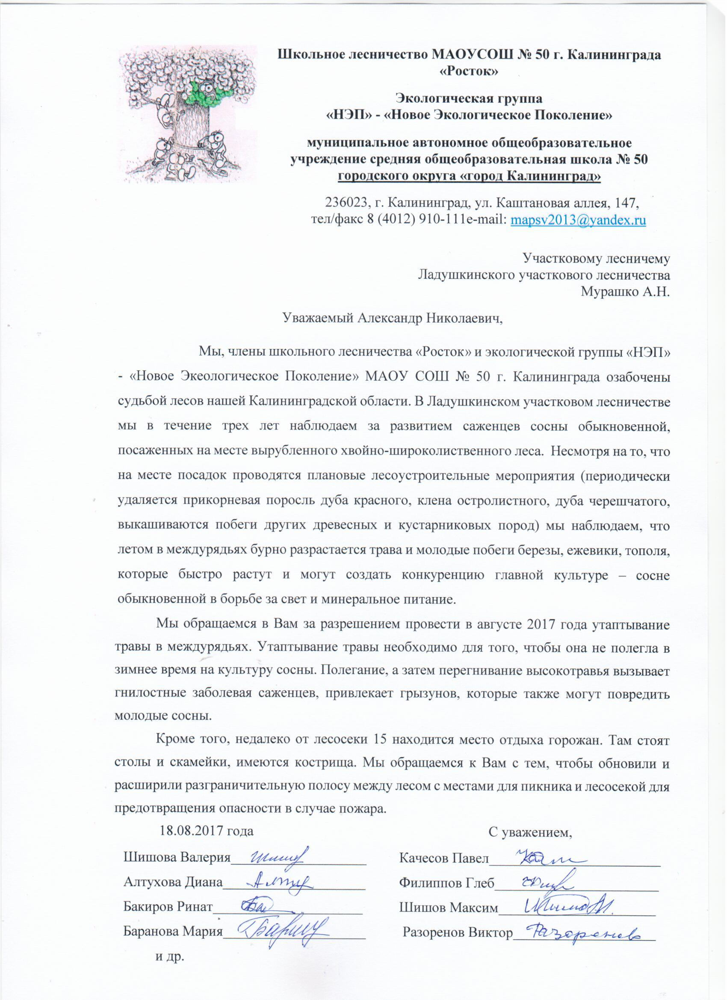 Школьное лесничество МАОУСОШ № 50 г. Калининграда
«Росток»
Экологическая группа
«НЭП» - «Новое Экологическое Поколение»
муниципальное автономное общеобразовательное
учреждение средняя общеобразовательная школа № 50
городского округа «город Калининград»
236023, г. Калининград, ул. Каштановая аллея, 147,
тел/факс 8 (4012) 910-111e-mail: mapsv2013@yandex.ru
Участковому лесничему
Ладушкинского участкового лесничества
Мурашко А.Н.
Уважаемый Александр Николаевич,
Мы, члены школьного лесничества «Росток» и экологической группы «НЭП»
- «Новое Экеологическое Поколение» МАОУ СОШ № 50 г. Калининграда озабочены
судьбой лесов нашей Калининградской области. В Ладушкинском участковом лесничестве
мы в течение трех лет наблюдаем за развитием саженцев сосны обыкновенной,
посаженных на месте вырубленного хвойно-широколиственного леса. Несмотря на то, что
на месте посадок проводятся плановые лесоустроительные мероприятия (периодически
удаляется прикорневая поросль дуба красного, клена остролистного, дуба черешчатого,
выкашиваются побеги других древесных и кустарниковых пород) мы наблюдаем, что
летом в междурядьях бурно разрастается трава и молодые побеги березы, ежевики, тополя,
которые быстро растут и могут создать конкуренцию главной культуре – сосне
обыкновенной в борьбе за свет и минеральное питание.
Мы обращаемся в Вам за разрешением провести в августе 2017 года утаптывание
травы в междурядьях. Утаптывание травы необходимо для того, чтобы она не полегла в
зимнее время на культуру сосны. Полегание, а затем перегнивание высокотравья вызывает
гнилостные заболевая саженцев, привлекает грызунов, которые также могут повредить
молодые сосны.
Кроме того, недалеко от лесосеки 15 находится место отдыха горожан. Там стоят
столы и скамейки, имеются кострища. Мы обращаемся к Вам с тем, чтобы обновили и
расширили разграничительную полосу между лесом с местами для пикника и лесосекой для
предотвращения опасности в случае пожара.
18.08.2017 года С уважением,
Шишова Валерия Качесов Павел
Алтухова Диана Филиппов Глеб
Бакиров Ринат Шишов Максим
Баранова Мария Разоренов Виктор Разоренов
и др.